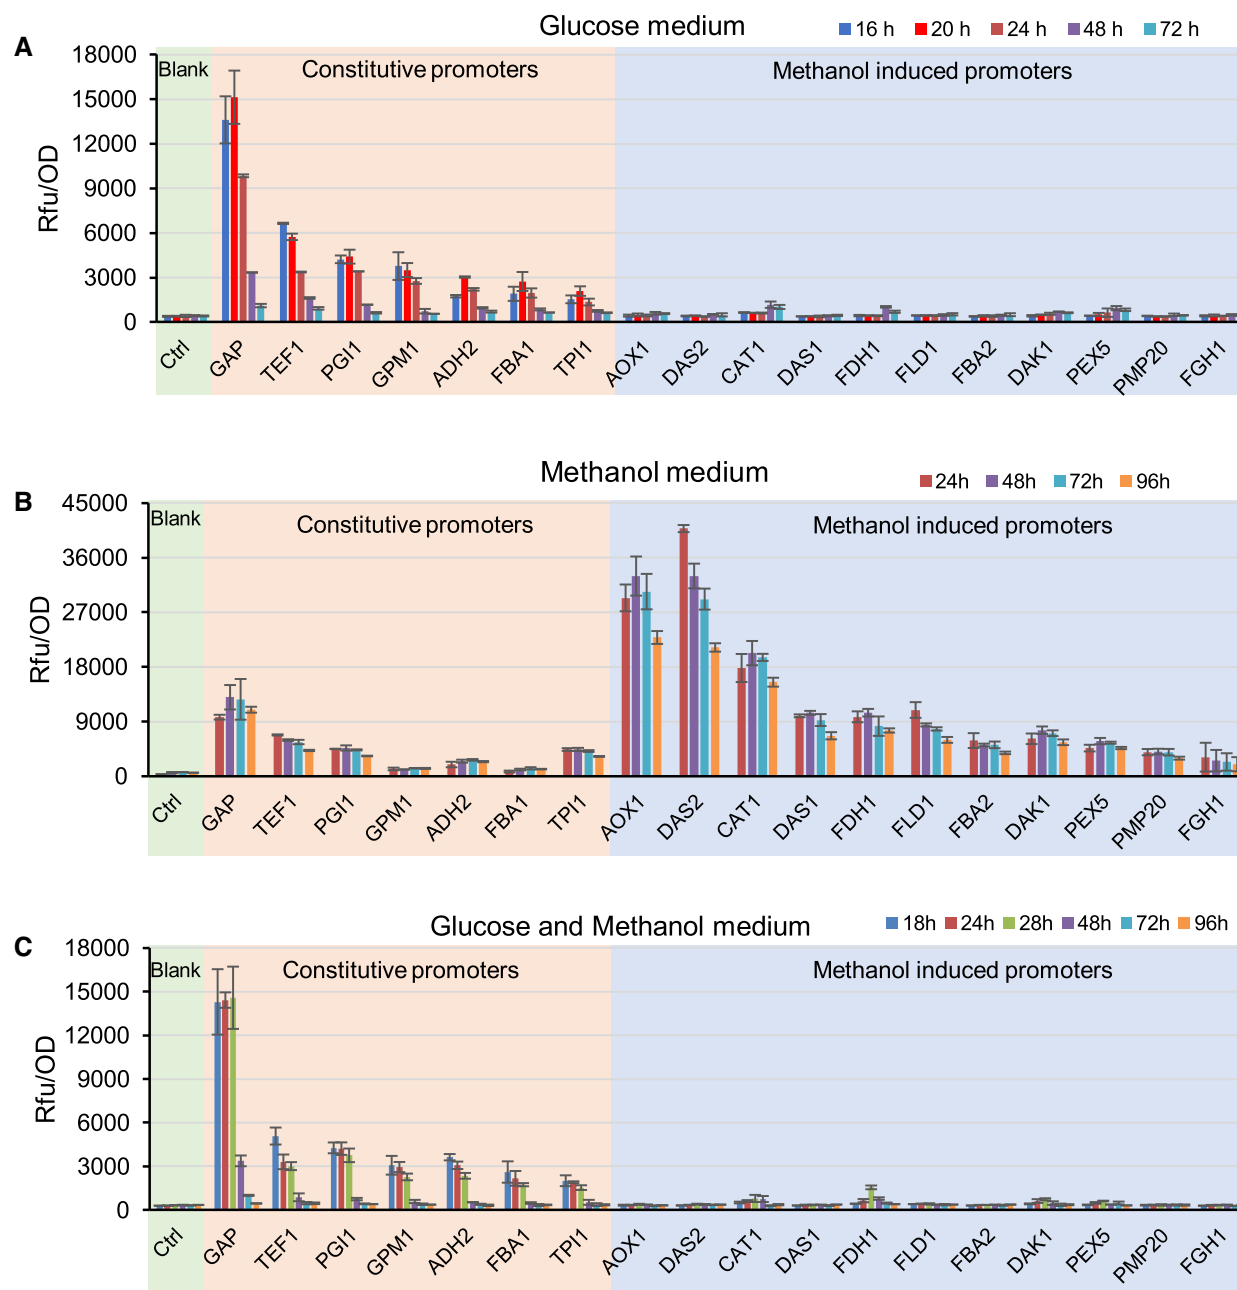 Glucose medium
16 h 20 h 24 h 48 h 72 h
A
18000
Blank Constitutive promoters Methanol induced promoters
15000
12000
Rfu/OD
9000
6000
3000
0
Ctrl GAP TEF1 PGI1 GPM1 ADH2 FBA1 TPI1 AOX1 DAS2 CAT1 DAS1 FDH1 FLD1 FBA2 DAK1 PEX5 PMP20 FGH1
Methanol medium
24h 48h 72h 96h
B
45000
Blank Constitutive promoters Methanol induced promoters
36000
27000
Rfu/OD
18000
9000
0
Ctrl GAP TEF1 PGI1 GPM1 ADH2 FBA1 TPI1 AOX1 DAS2 CAT1 DAS1 FDH1 FLD1 FBA2 DAK1 PEX5 PMP20 FGH1
Glucose and Methanol medium
18h 24h 28h 48h 72h 96h
C
18000
Blank Constitutive promoters Methanol induced promoters
15000
12000
Rfu/OD
9000
6000
3000
0
Ctrl GAP TEF1 PGI1 GPM1 ADH2 FBA1 TPI1 AOX1 DAS2 CAT1 DAS1 FDH1 FLD1 FBA2 DAK1 PEX5 PMP20 FGH1